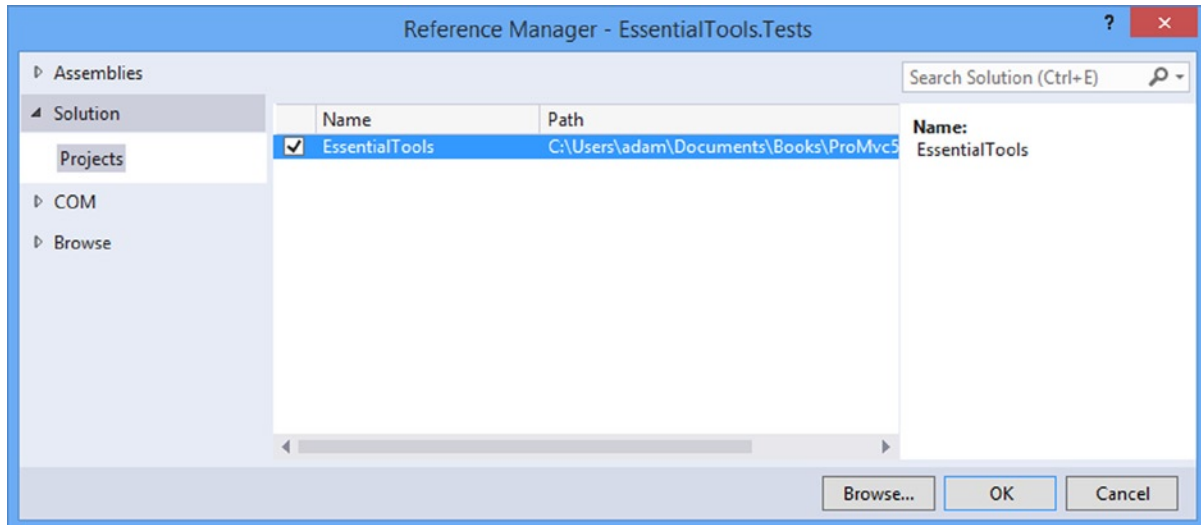 Reference Manager - EssentialTools.Tests
?
Assemblies
Search Solution (Ctrl+E)
Solution
Name
Path
Name:
EssentialTools
C:\Users\adam\Documents\Books\ProMvc5
EssentialTools
Projects
COM
Browse
Browse...
OK
Cancel